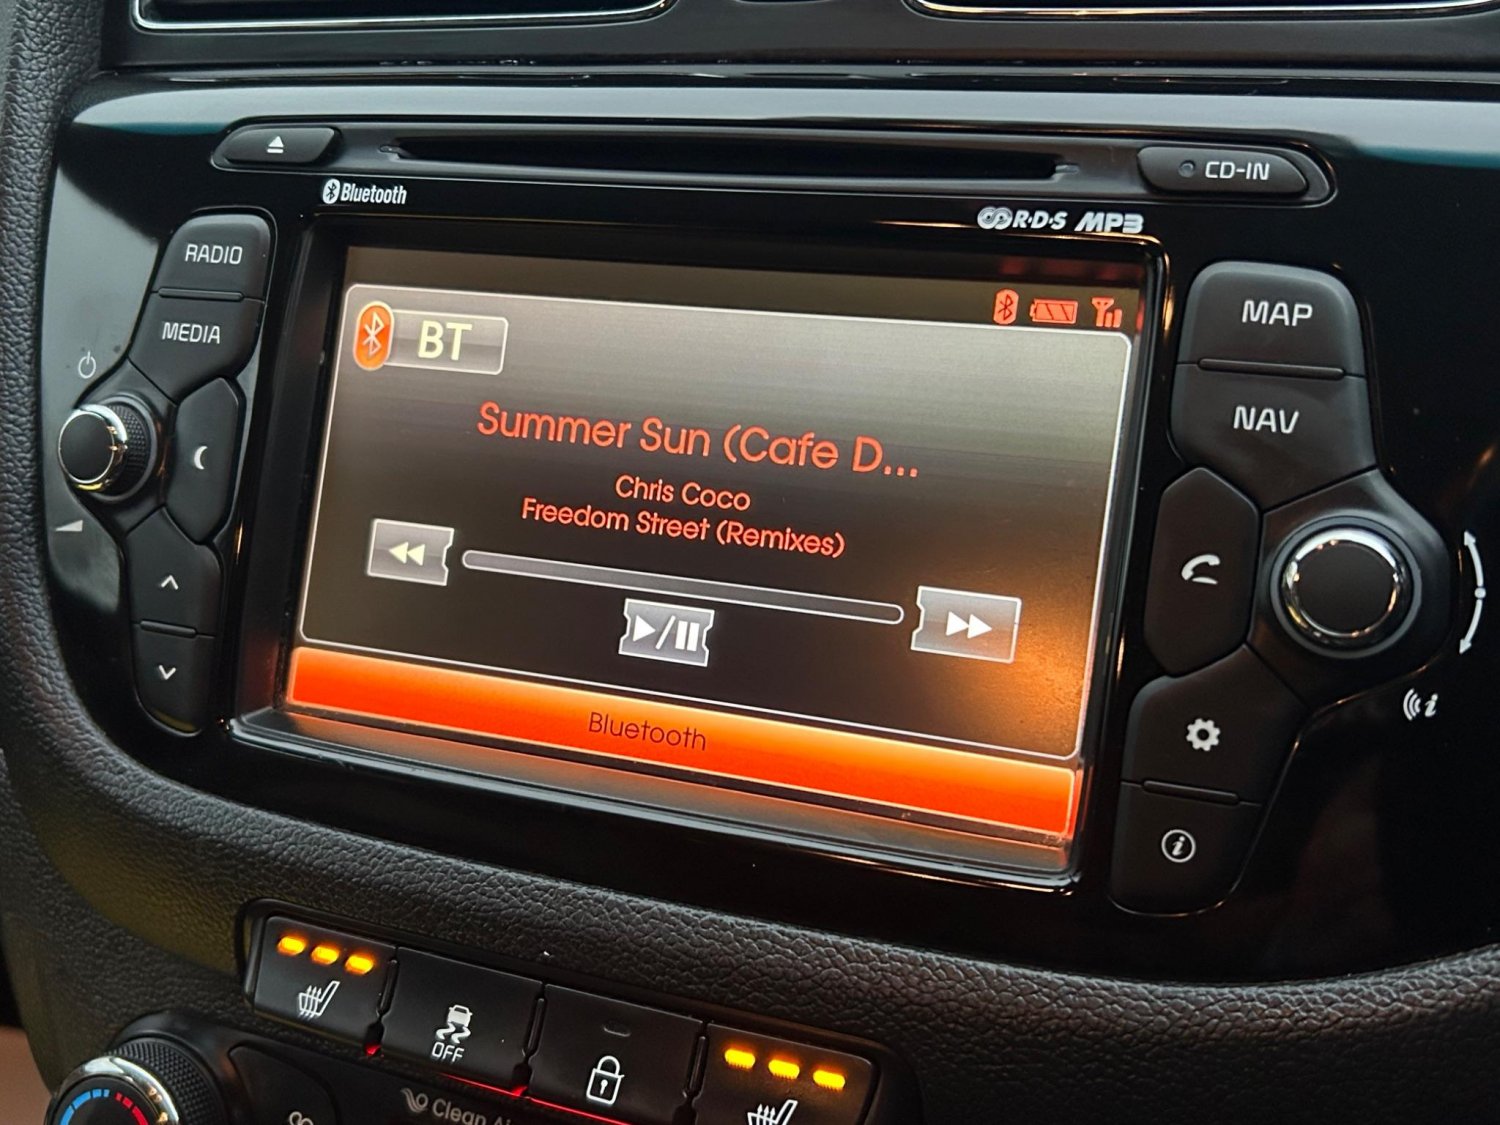 CD-IN
Bluetooth
R·D·S MP3
RADIO
MEDIA
MAP
NAV
BT
Summer Sun (Cafe D...
Chris Coco
Freedom Street (Remixes)
Bluetooth
OFF
Clean